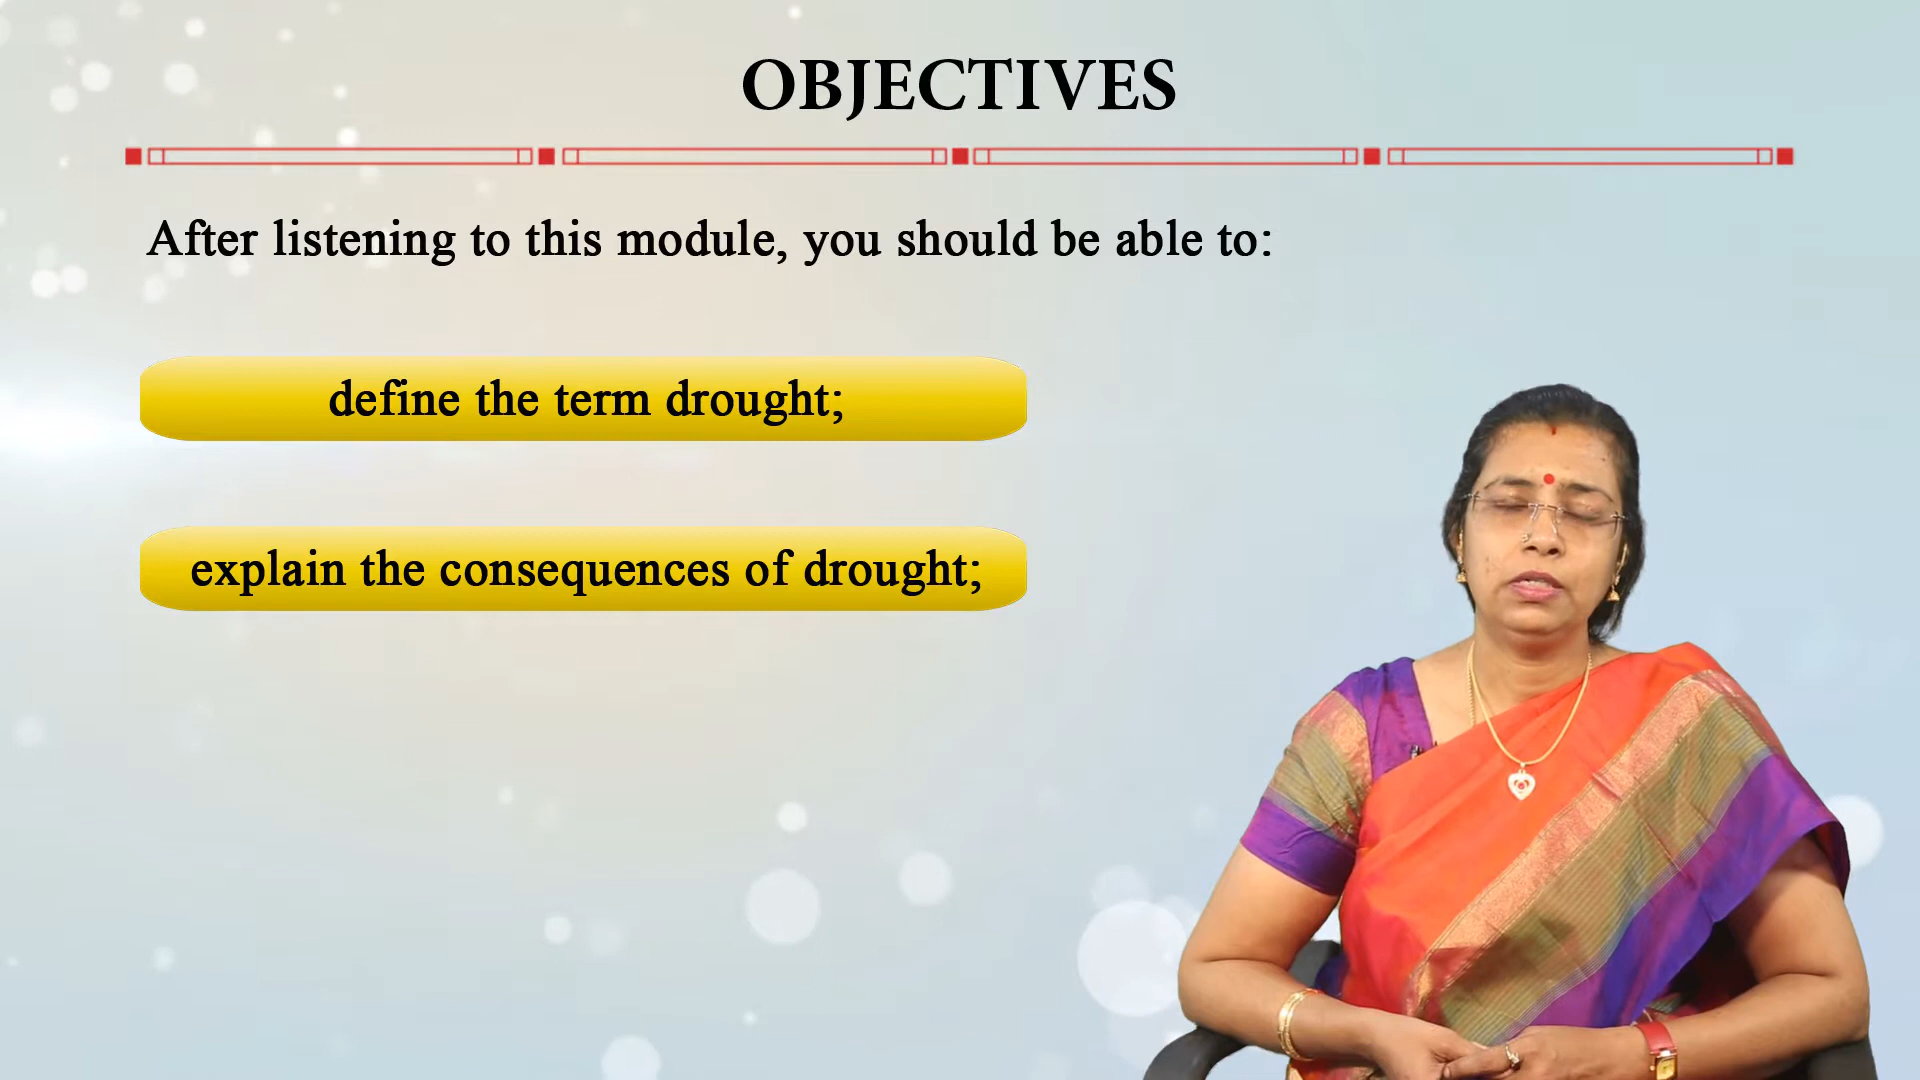 OBJECTIVES
After listening to this module, you should be able to:
define the term drought;
explain the consequences of drought;